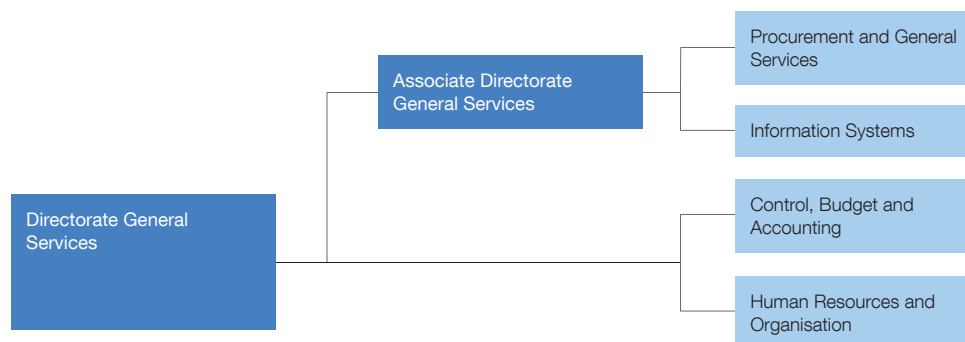 Procurement and General
Services
Associate Directorate
General Services
Information Systems
Directorate General
Services
Control, Budget and
Accounting
Human Resources and
Organisation